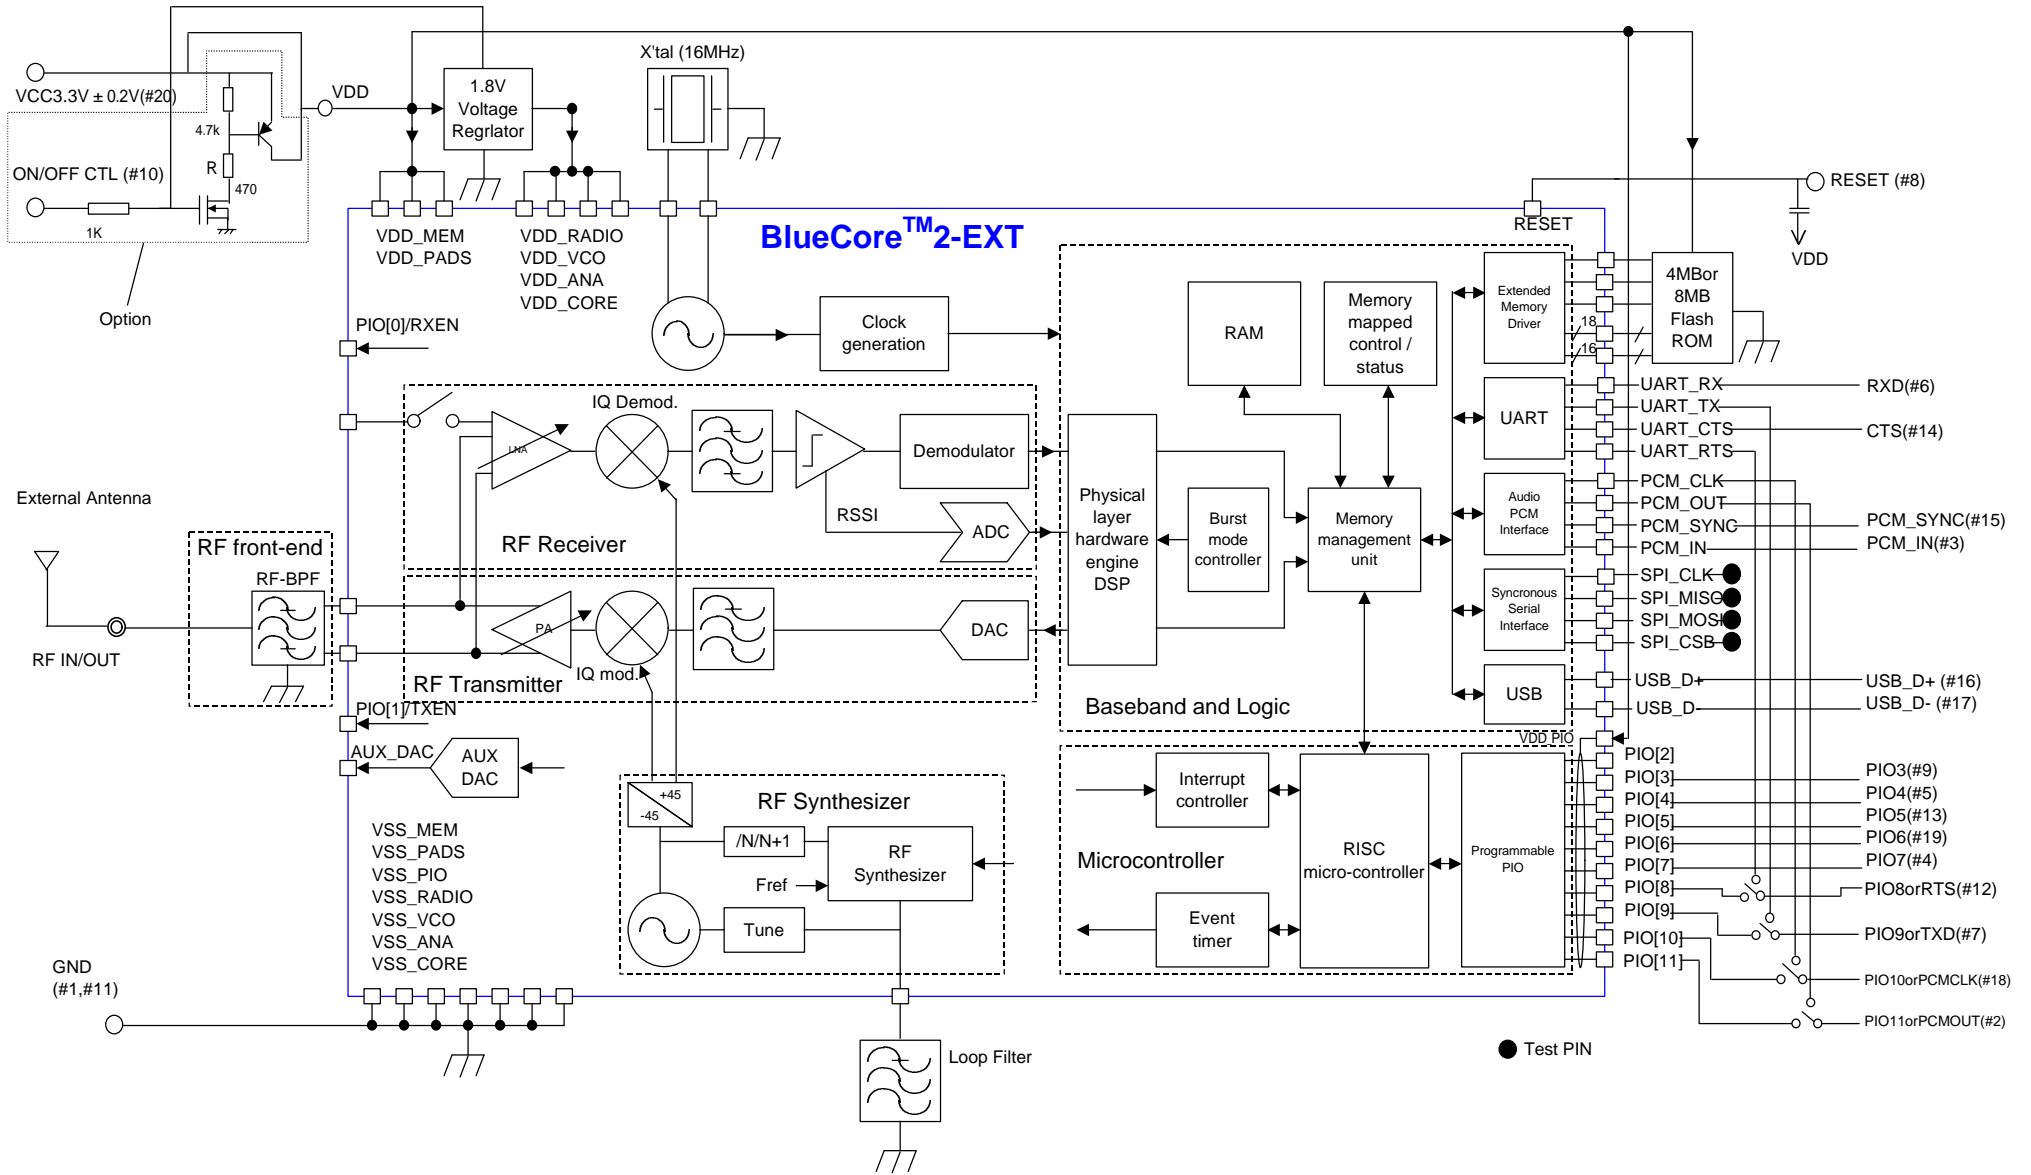 X'tal (16MHz)
VCC3.3V ± 0.2V(#20)
VDD
1.8V
Voltage
Regrlator
4.7k
R
470
ON/OFF CTL (#10)
1K
Option
RESET (#8)
RESET
VDD
BlueCore™2-EXT
VDD_MEM
VDD_PADS
VDD_RADIO
VDD_VCO
VDD_ANA
VDD_CORE
PIO[0]/RXEN
Clock
generation
RAM
Memory
mapped
control /
status
Extended
Memory
Driver
18
16
4MBor
8MB
Flash
ROM
IQ Demod.
LNA
Demodulator
RSSI
ADC
RF Receiver
Physical
layer
hardware
engine
DSP
Burst
mode
controller
Memory
management
unit
UART
UART_RX
UART_TX
UART_CTS
UART_RTS
RXD(#6)
CTS(#14)
Audio
PCM
Interface
PCM_CLK
PCM_OUT
PCM_SYNC
PCM_IN
PCM_SYNC(#15)
PCM_IN(#3)
Syncronous
Serial
Interface
SPI_CLK
SPI_MISO
SPI_MOSI
SPI_CSB
USB
USB_D+
USB_D-
USB_D+ (#16)
USB_D- (#17)
External Antenna
RF front-end
RF-BPF
RF IN/OUT
PA
IQ mod.
DAC
RF Transmitter
PIO[1]/TXEN
AUX_DAC
AUX
DAC
Baseband and Logic
VDD_PIO
+45
-45
RF Synthesizer
/N/N+1
RF
Synthesizer
Fref
Tune
Interrupt
controller
Microcontroller
Event
timer
RISC
micro-controller
Programmable
PIO
PIO[2]
PIO[3]
PIO[4]
PIO[5]
PIO[6]
PIO[7]
PIO[8]
PIO[9]
PIO[10]
PIO[11]
PIO3(#9)
PIO4(#5)
PIO5(#13)
PIO6(#19)
PIO7(#4)
PIO8orRTS(#12)
PIO9orTXD(#7)
PIO10orPCMCLK(#18)
PIO11orPCMOUT(#2)
VSS_MEM
VSS_PADS
VSS_PIO
VSS_RADIO
VSS_VCO
VSS_ANA
VSS_CORE
GND
(#1,#11)
Loop Filter
Test PIN